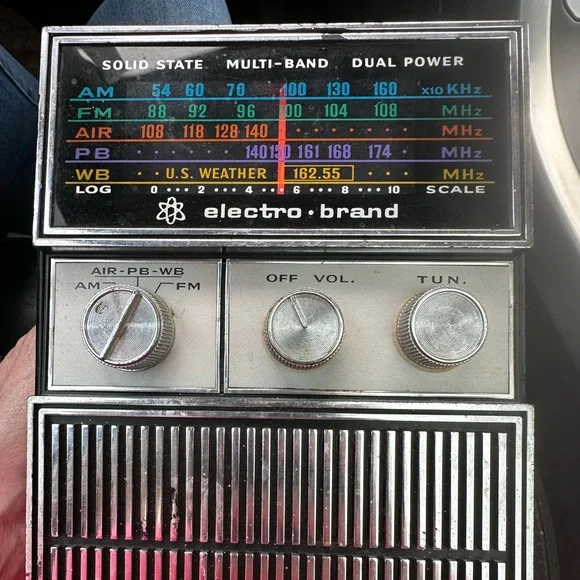 SOLID STATE MULTI-BAND DUAL POWER
AM 54 60 70 100 130 160 x10 KHz
FM 88 92 96 100 104 108 MHz
AIR 108 118 128 140 MHz
PB 140 150 161 168 174 MHz
WB U.S. WEATHER 162.55 MHz
LOG 0 2 4 6 8 10 SCALE
electro·brand
AIR-PB-WB
AM FM
OFF VOL.
TUN.